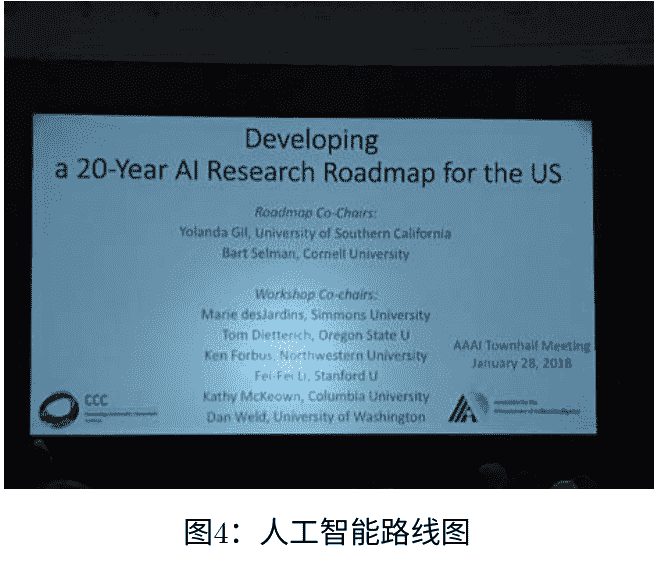 Developing
a 20-Year AI Research Roadmap for the US
Roadmap Co-Chairs:
Yolanda Gil, University of Southern California
Bart Selman, Cornell University
Workshop Co-chairs:
Marie desJardins, Simmons University
Tom Dietterich, Oregon State U
Ken Forbus, Northwestern University
Fei-Fei Li, Stanford U
Kathy McKeown, Columbia University
Dan Weld, University of Washington
AAAI Townhall Meeting
January 28, 2018
CCC
图4：人工智能路线图